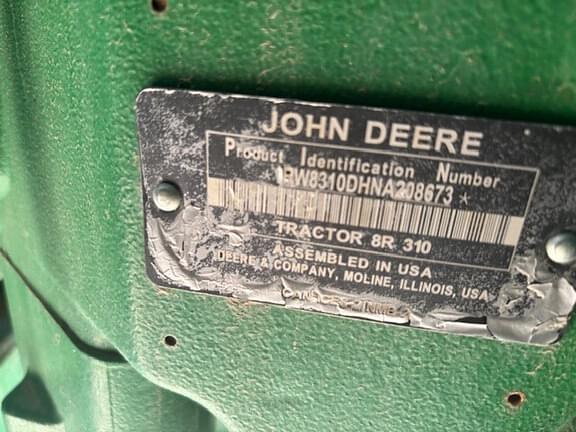 JOHN DEERE
Product Identification Number
*1RW8310DHNA208673*
TRACTOR 8R 310
ASSEMBLED IN USA
DEERE & COMPANY, MOLINE, ILLINOIS, USA